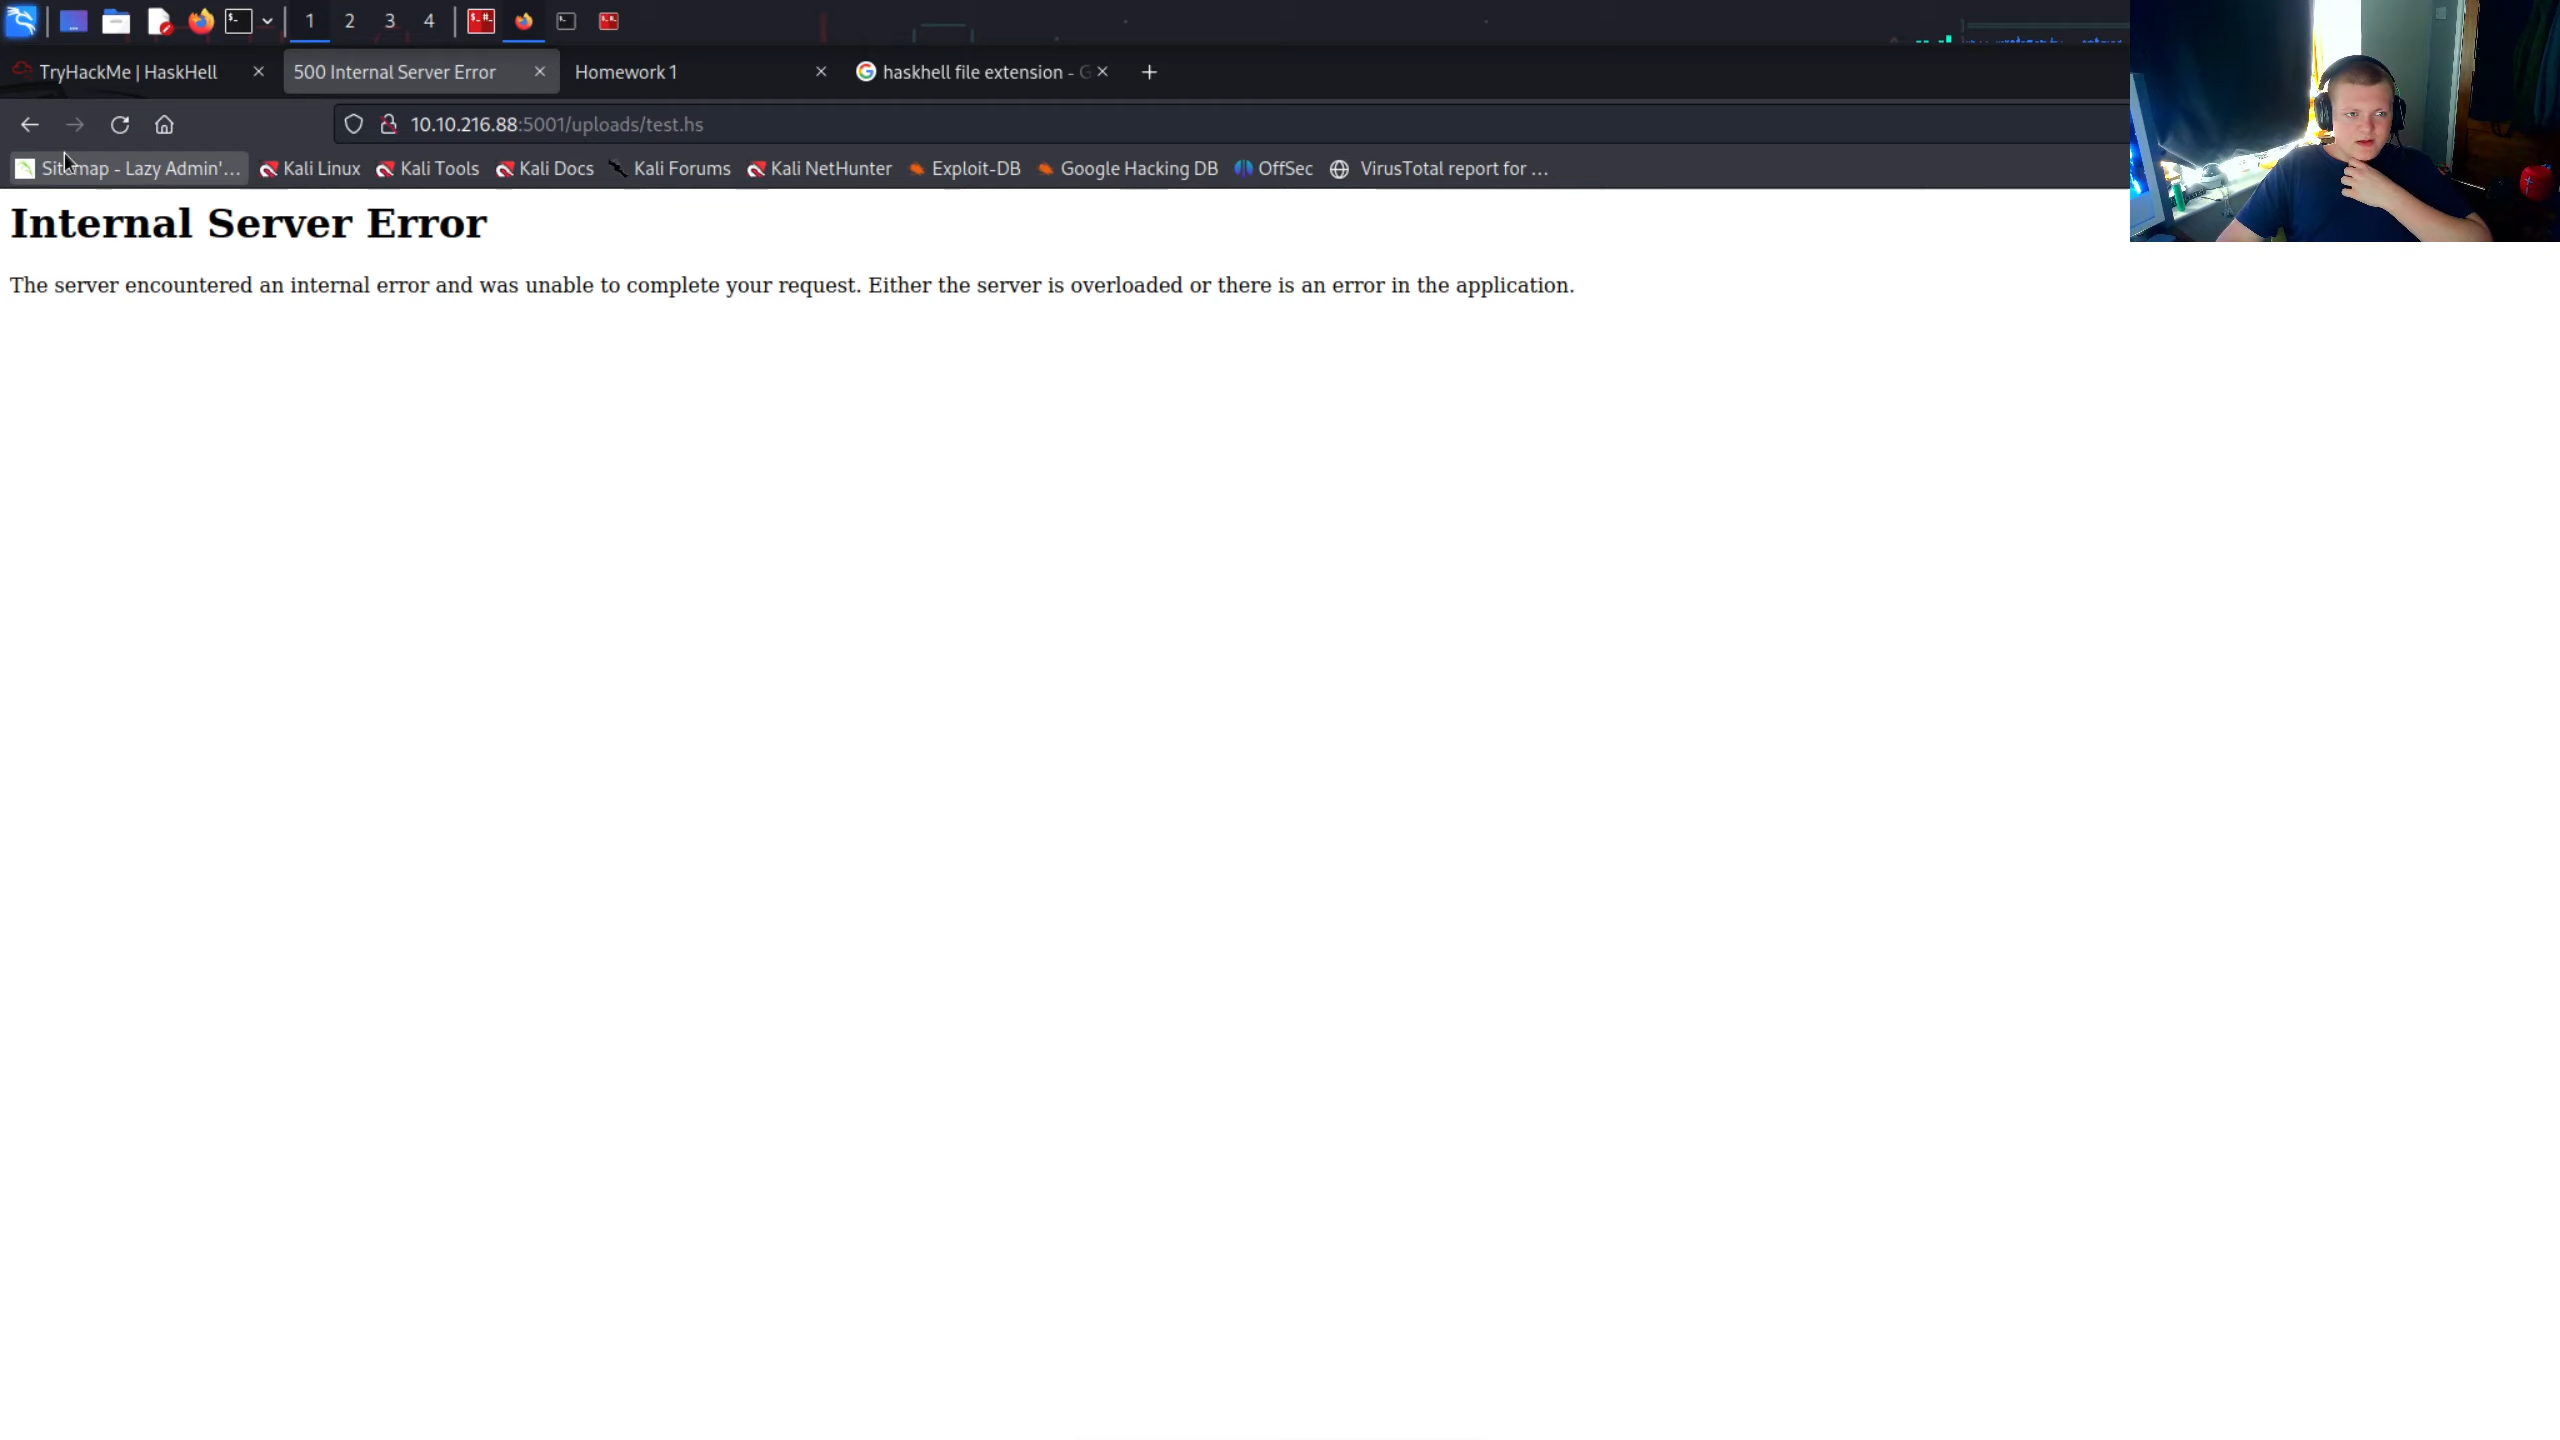 1 2 3 4
TryHackMe | HaskHell
500 Internal Server Error
Homework 1
haskhell file extension - G
10.10.216.88:5001/uploads/test.hs
Sitemap - Lazy Admin'...
Kali Linux
Kali Tools
Kali Docs
Kali Forums
Kali NetHunter
Exploit-DB
Google Hacking DB
OffSec
VirusTotal report for ...
Internal Server Error
The server encountered an internal error and was unable to complete your request. Either the server is overloaded or there is an error in the application.